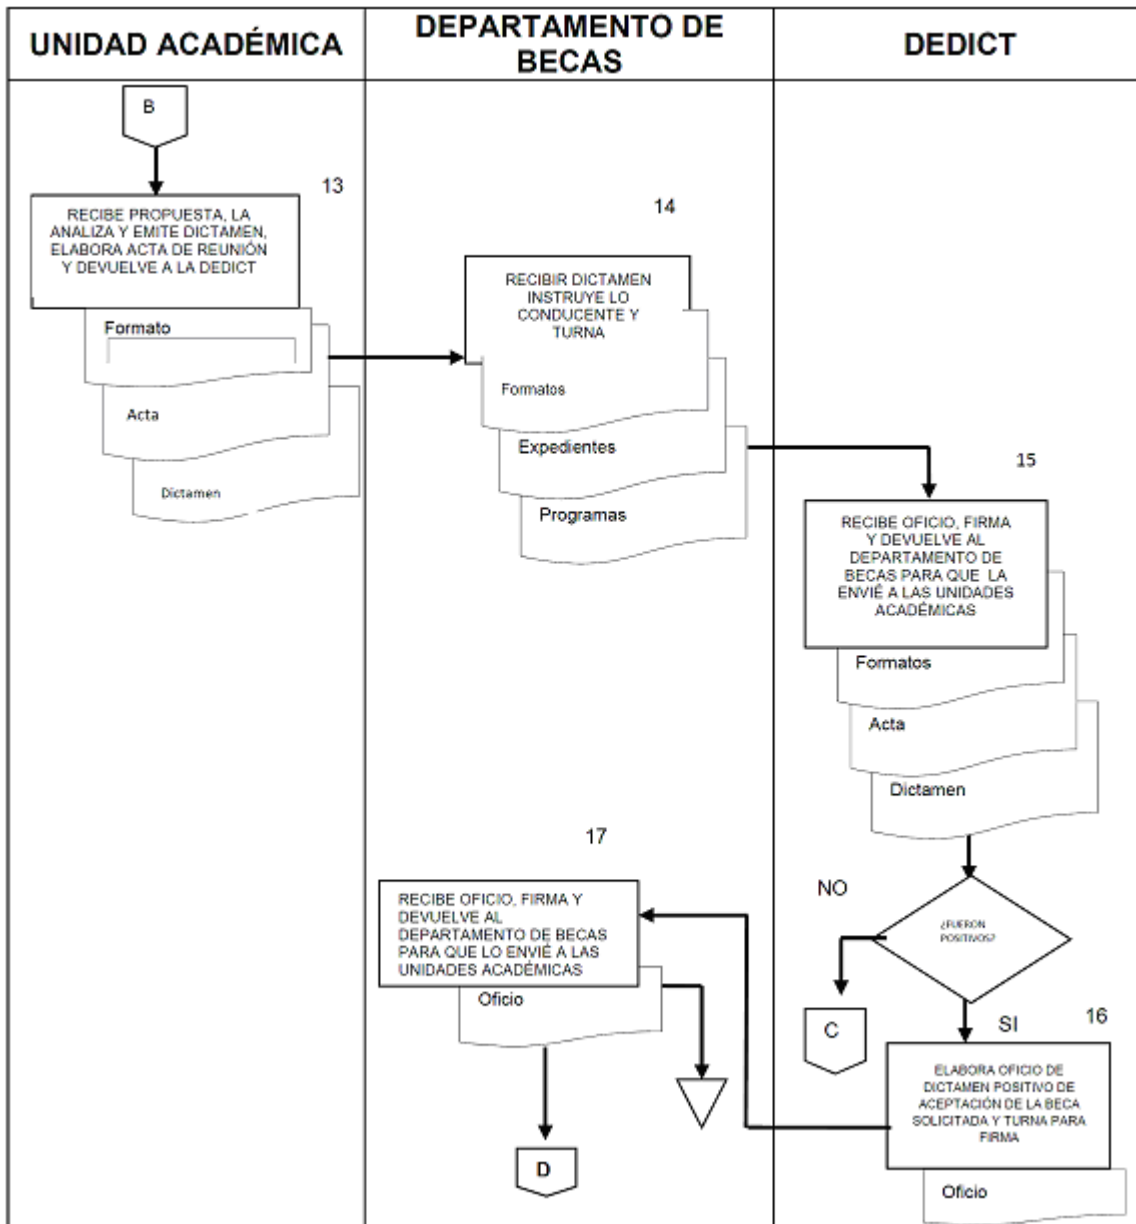 UNIDAD ACADÉMICA
DEPARTAMENTO DE
BECAS
DEDICT
B
13
RECIBE PROPUESTA, LA
ANALIZA Y EMITE DICTAMEN,
ELABORA ACTA DE REUNIÓN
Y DEVUELVE A LA DEDICT
Formato
Acta
Dictamen
14
RECIBIR DICTAMEN
INSTRUYE LO
CONDUCENTE Y
TURNA
Formatos
Expedientes
Programas
15
RECIBE OFICIO, FIRMA
Y DEVUELVE AL
DEPARTAMENTO DE
BECAS PARA QUE LA
ENVIÉ A LAS UNIDADES
ACADÉMICAS
Formatos
Acta
Dictamen
¿FUERON
POSITIVOS?
NO
C
SI
16
ELABORA OFICIO DE
DICTAMEN POSITIVO DE
ACEPTACIÓN DE LA BECA
SOLICITADA Y TURNA PARA
FIRMA
Oficio
17
RECIBE OFICIO, FIRMA Y
DEVUELVE AL
DEPARTAMENTO DE BECAS
PARA QUE LO ENVIÉ A LAS
UNIDADES ACADÉMICAS
Oficio
D